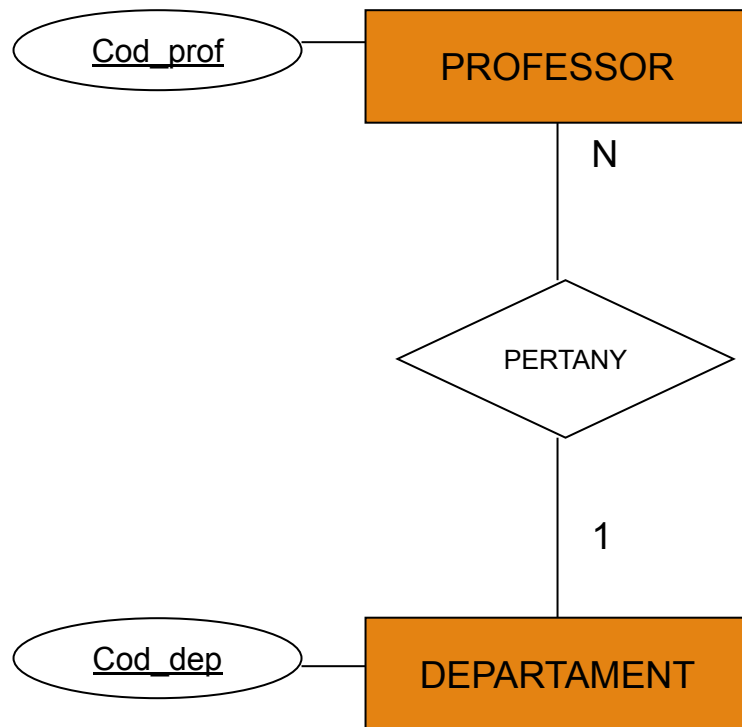 Cod_prof
PROFESSOR
N
PERTANY
1
Cod_dep
DEPARTAMENT